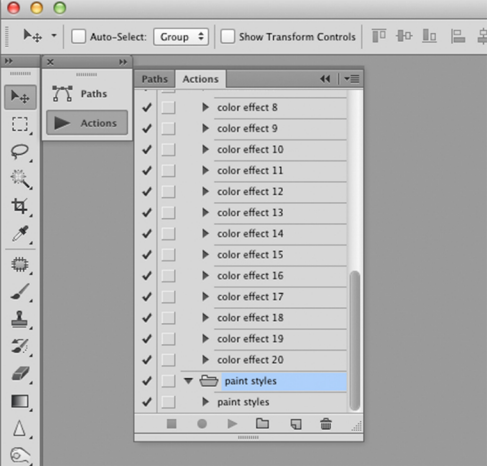 Auto-Select: Group Show Transform Controls
Paths
Actions
Paths Actions
color effect 8
color effect 9
color effect 10
color effect 11
color effect 12
color effect 13
color effect 14
color effect 15
color effect 16
color effect 17
color effect 18
color effect 19
color effect 20
paint styles
paint styles